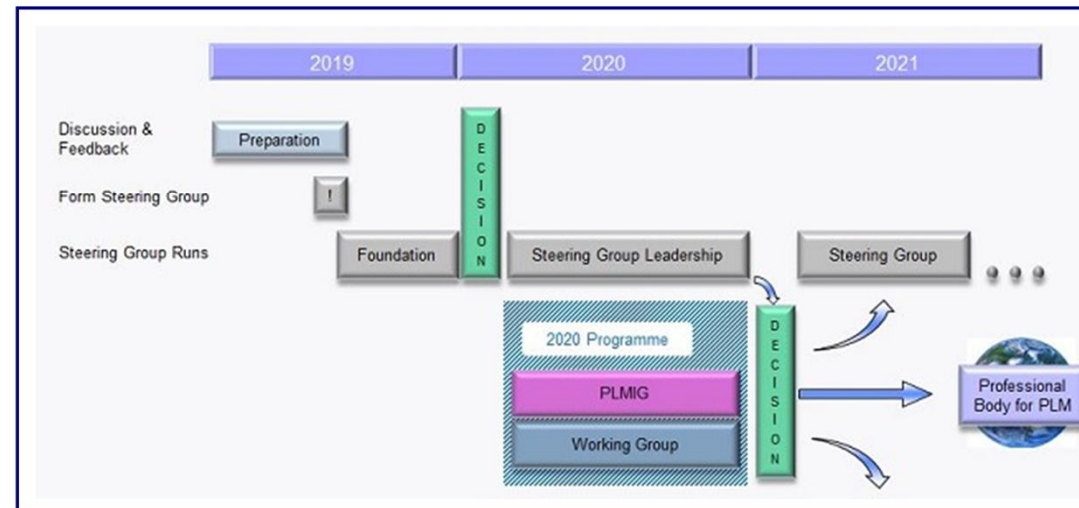 2019
2020
2021
Discussion &
Feedback
Preparation
DECISION
Form Steering Group
!
Steering Group Runs
Foundation
Steering Group Leadership
Steering Group
2020 Programme
DECISION
PLMIG
Professional
Body for PLM
Working Group